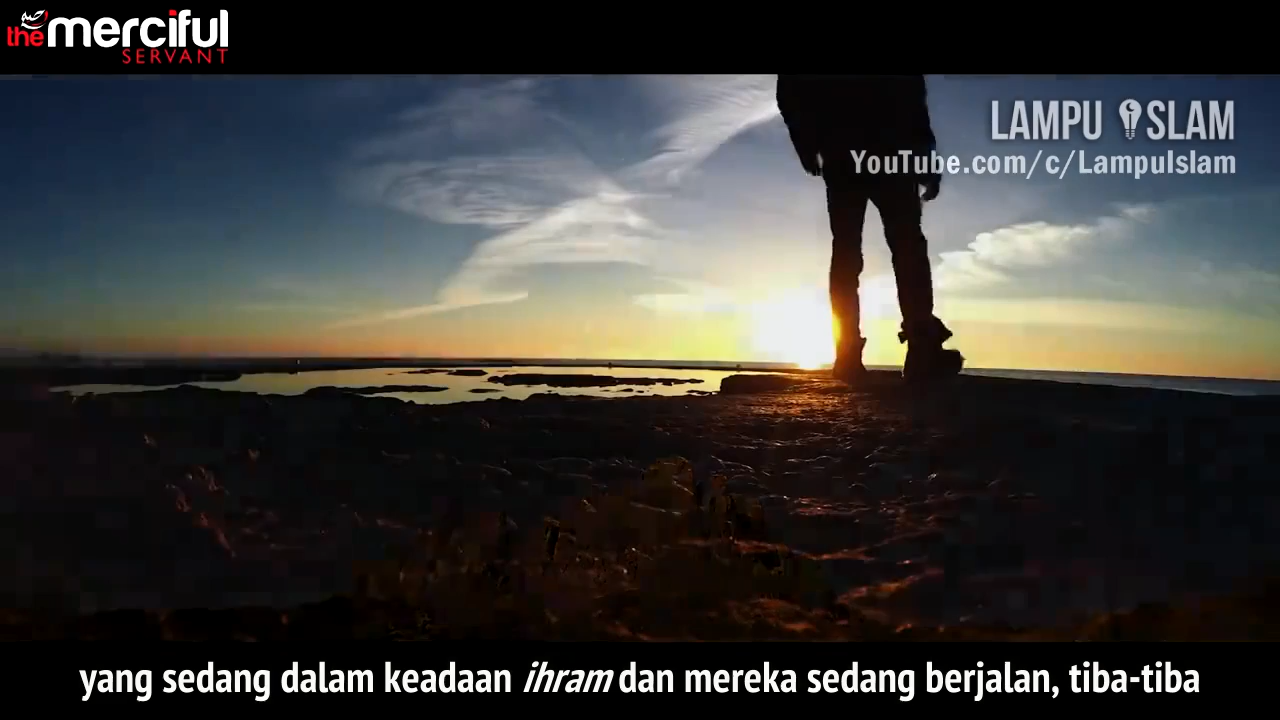 the merciful
SERVANT
LAMPU ISLAM
YouTube.com/c/LampuIslam
yang sedang dalam keadaan ihram dan mereka sedang berjalan, tiba-tiba